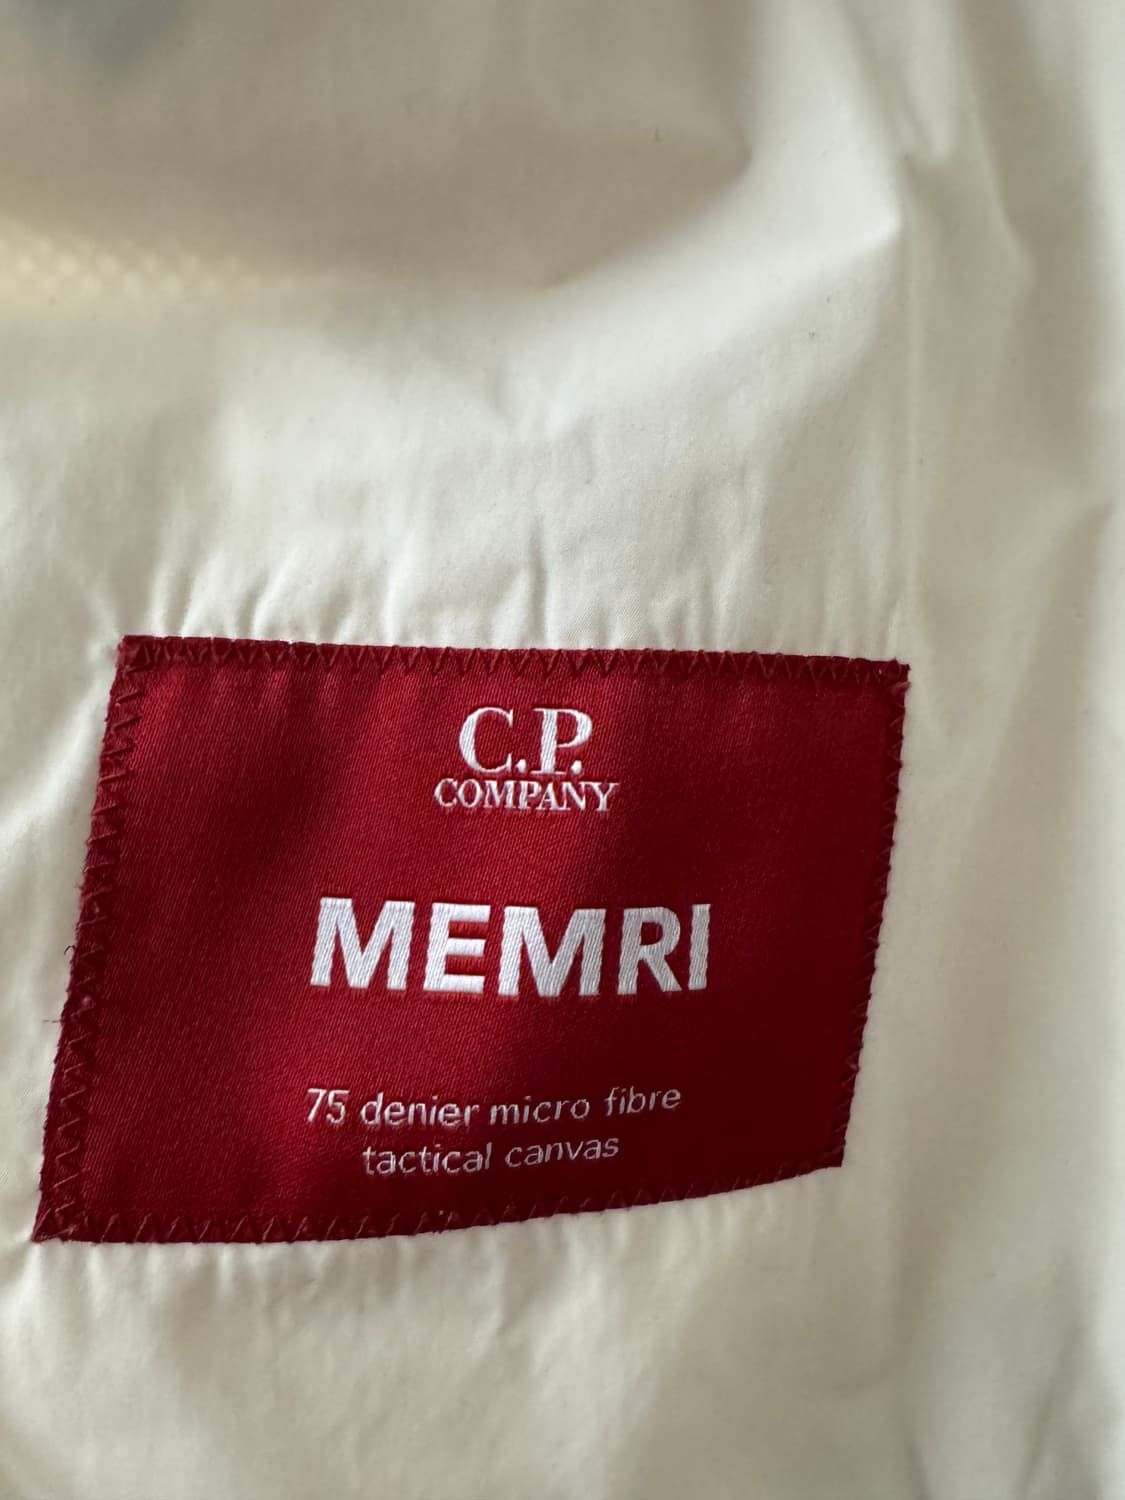 C.P.
COMPANY
MEMRI
75 denier micro fibre
tactical canvas